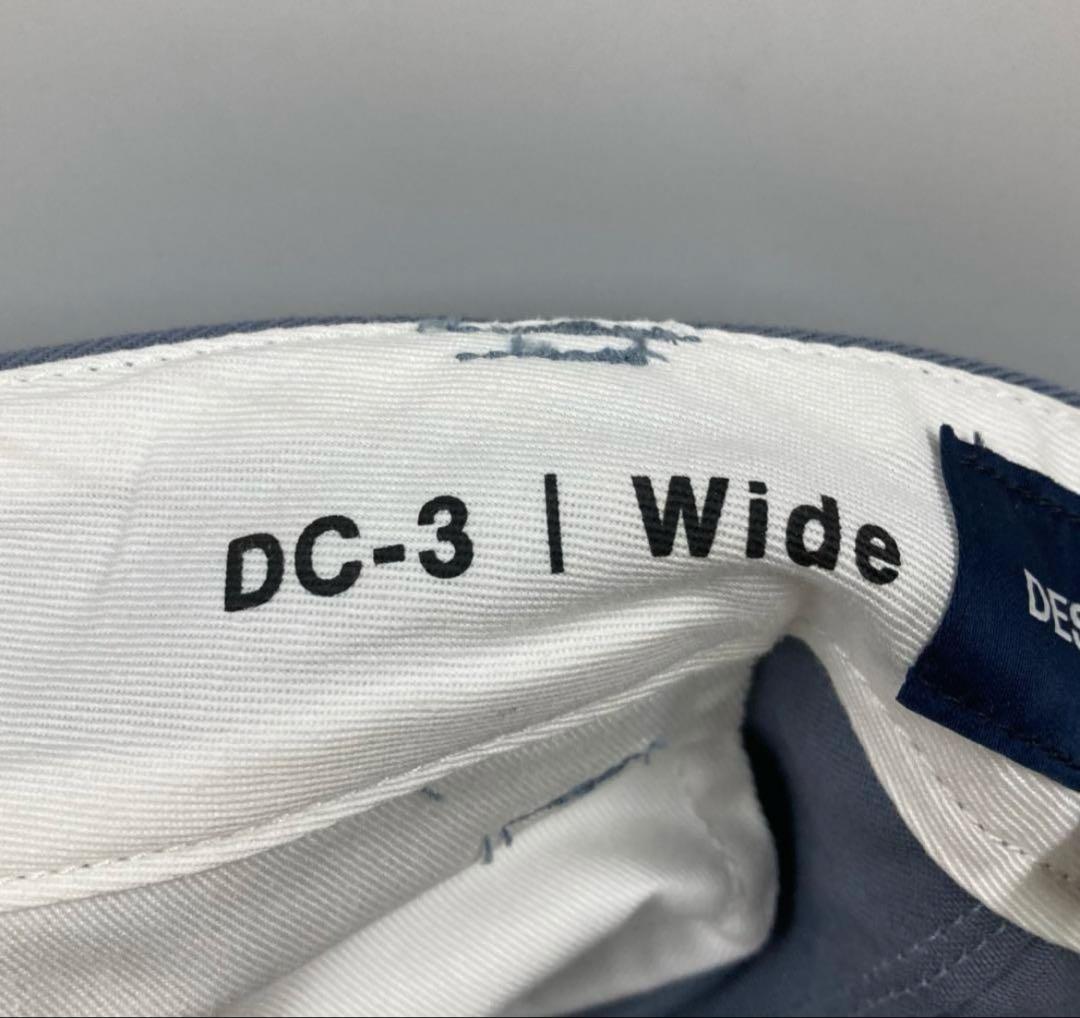 DC-3 | Wide